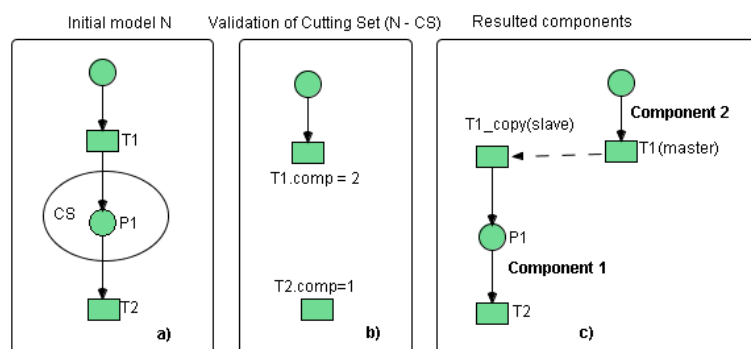 Initial model N
Validation of Cutting Set (N - CS)
Resulted components
T1
CS
P1
T2
a)
T1.comp = 2
T2.comp=1
b)
Component 2
T1_copy(slave)
T1(master)
P1
Component 1
T2
c)